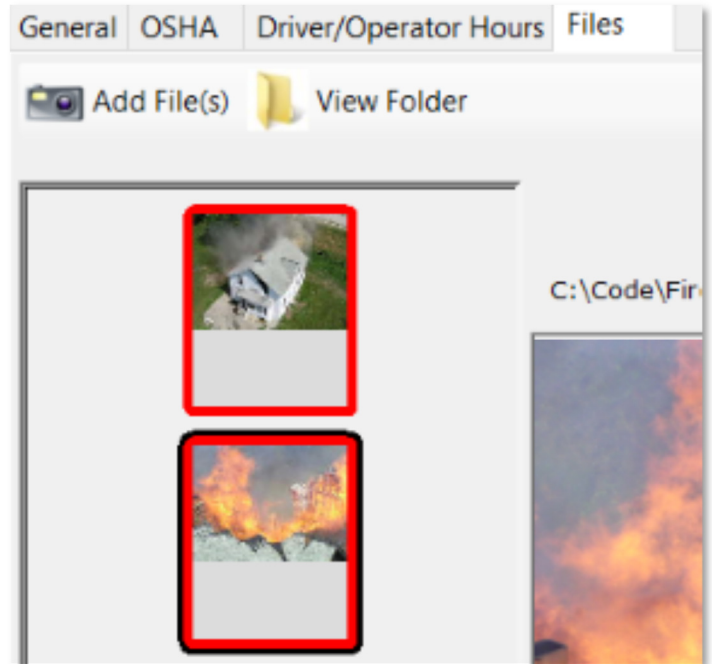 General OSHA Driver/Operator Hours Files
Add File(s) View Folder
C:\Code\Fir